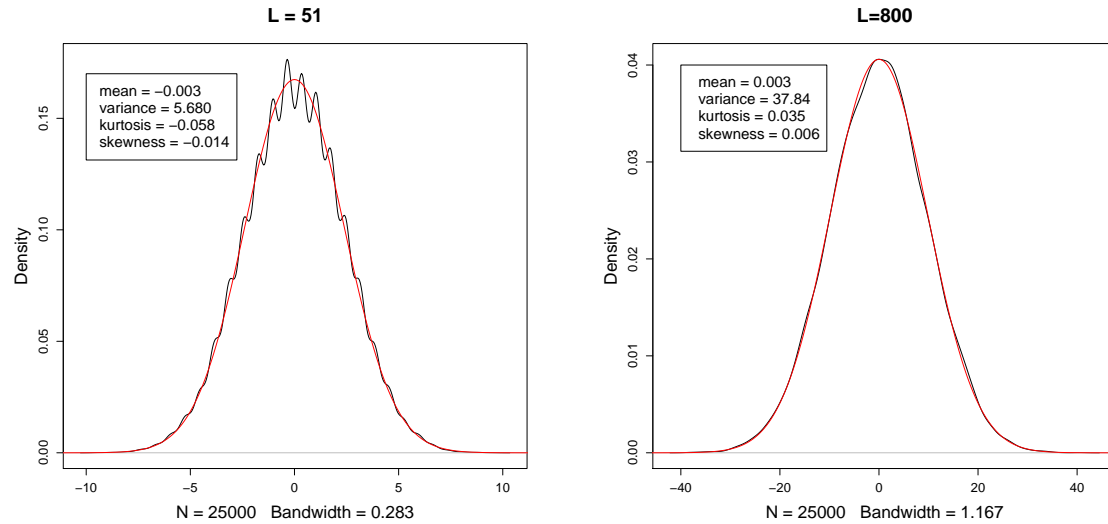 L = 51
mean = −0.003
variance = 5.680
kurtosis = −0.058
skewness = −0.014
Density
0.00
0.05
0.10
0.15
−10
−5
0
5
10
N = 25000 Bandwidth = 0.283
L=800
mean = 0.003
variance = 37.84
kurtosis = 0.035
skewness = 0.006
Density
0.00
0.01
0.02
0.03
0.04
−40
−20
0
20
40
N = 25000 Bandwidth = 1.167